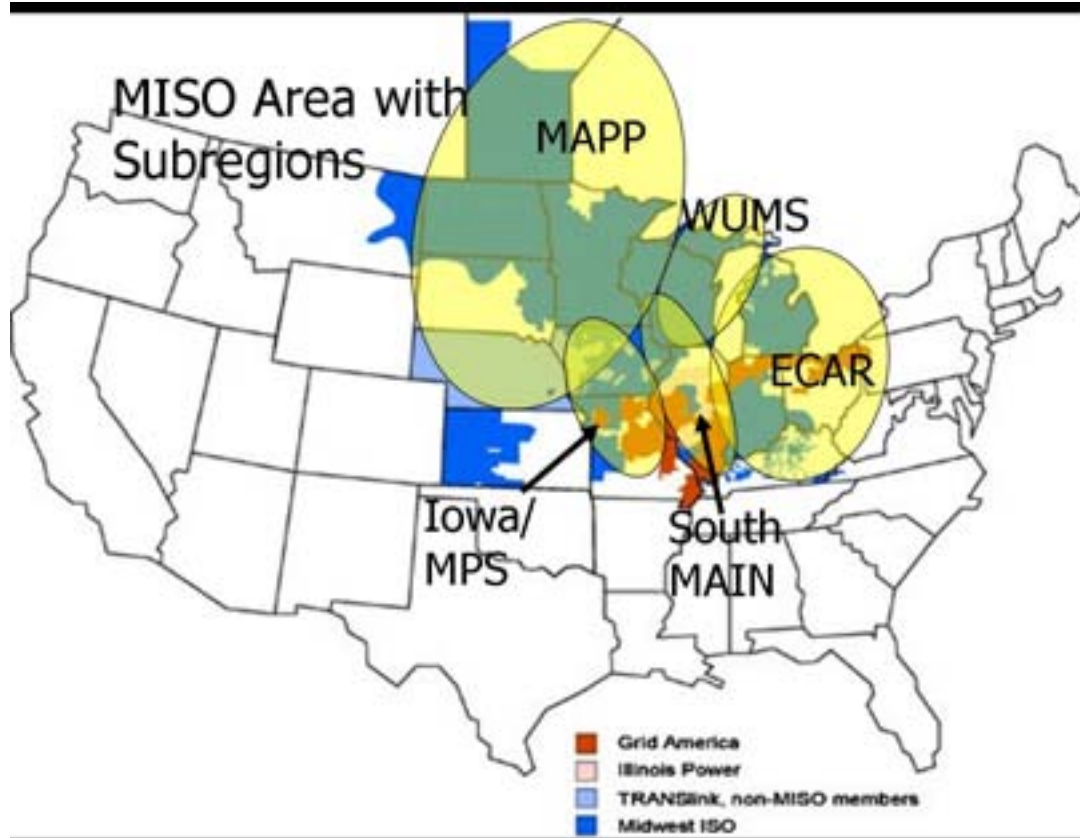 MISO Area with
Subregions
MAPP
WUMS
ECAR
Iowa/
MPS
South
MAIN
Grid America
Illinois Power
TRANSlink, non-MISO members
Midwest ISO